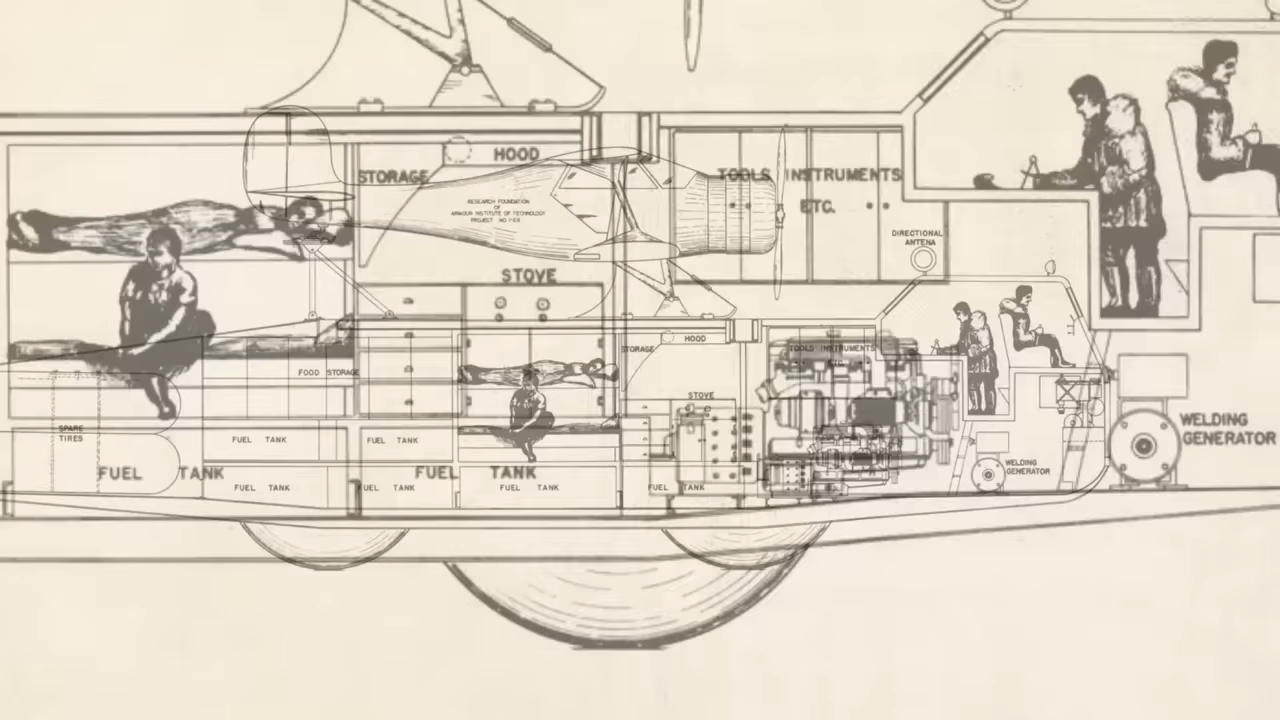 HOOD
STORAGE
TOOLS INSTRUMENTS
ETC.
RESEARCH FOUNDATION
OF
ARMOUR INSTITUTE OF TECHNOLOGY
DIRECTIONAL
ANTENA
STOVE
HOOD
STORAGE
TOOLS INSTRUMENTS
ETC.
FOOD STORAGE
STOVE
SPARE
TIRES
FUEL TANK
FUEL TANK
WELDING
GENERATOR
FUEL TANK
FUEL TANK
WELDING
GENERATOR
FUEL TANK
FUEL TANK
FUEL TANK
FUEL TANK